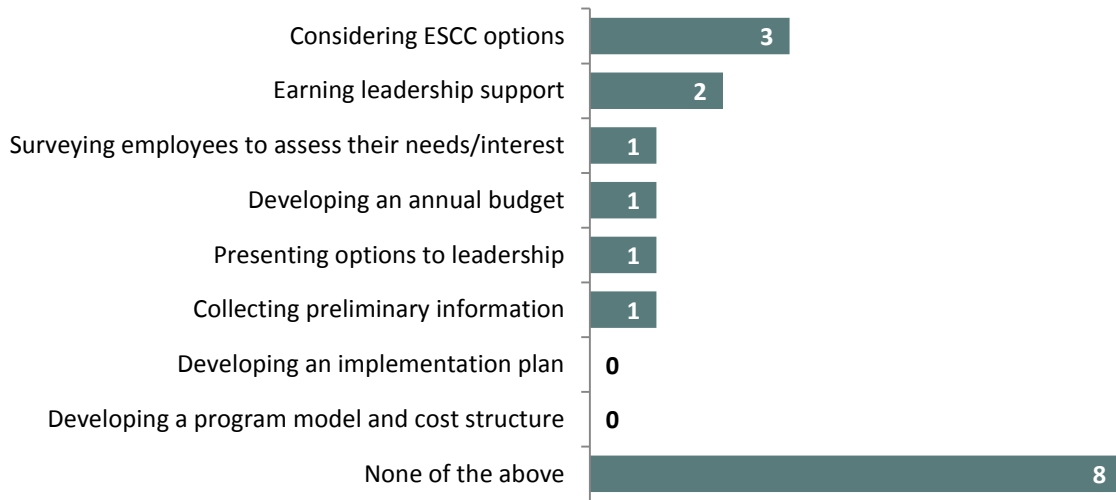 Considering ESCC options 3
Earning leadership support 2
Surveying employees to assess their needs/interest 1
Developing an annual budget 1
Presenting options to leadership 1
Collecting preliminary information 1
Developing an implementation plan 0
Developing a program model and cost structure 0
None of the above 8